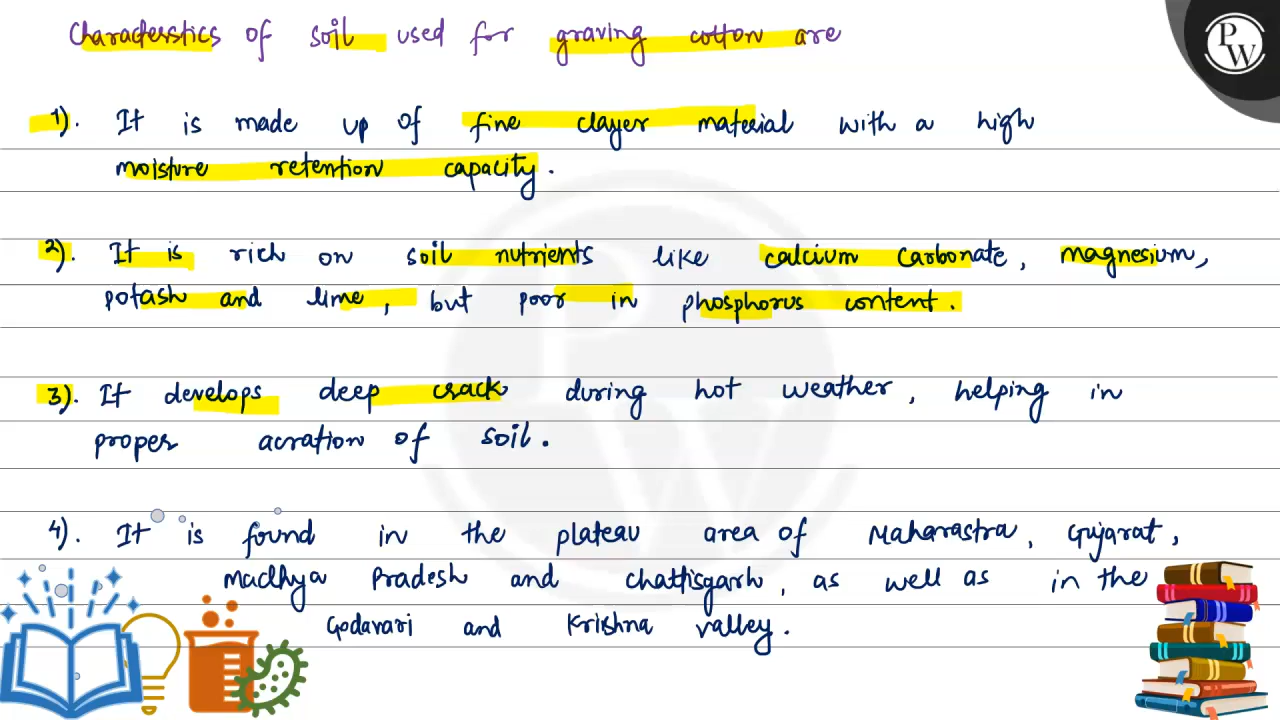 Characterstics of soil used for graving cotton are
PW
1). It is made up of fine clayer material with a high
moisture retention capacity.
2). It is rich on soil nutrients like calcium carbonate, magnesium,
potash and lime, but poor in phosphorus content.
3). It develops deep crack during hot weather, helping in
proper acration of soil.
4). It is found in the plateau area of Maharastra, Gujarat,
Madhya Pradesh and Chattisgarh, as well as in the
Godavari and Krishna valley.